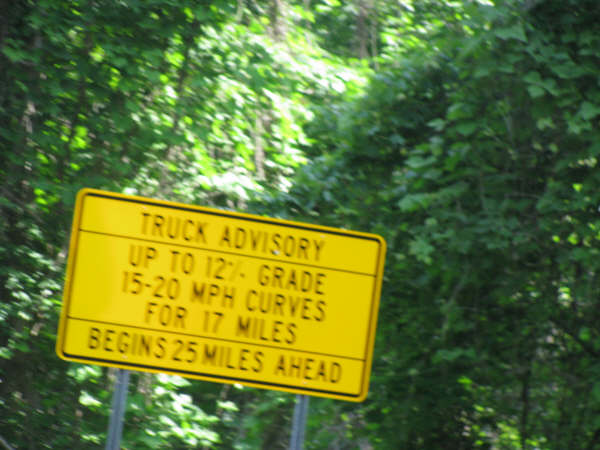 TRUCK ADVISORY
UP TO 12% GRADE
15-20 MPH CURVES
FOR 17 MILES
BEGINS 25 MILES AHEAD